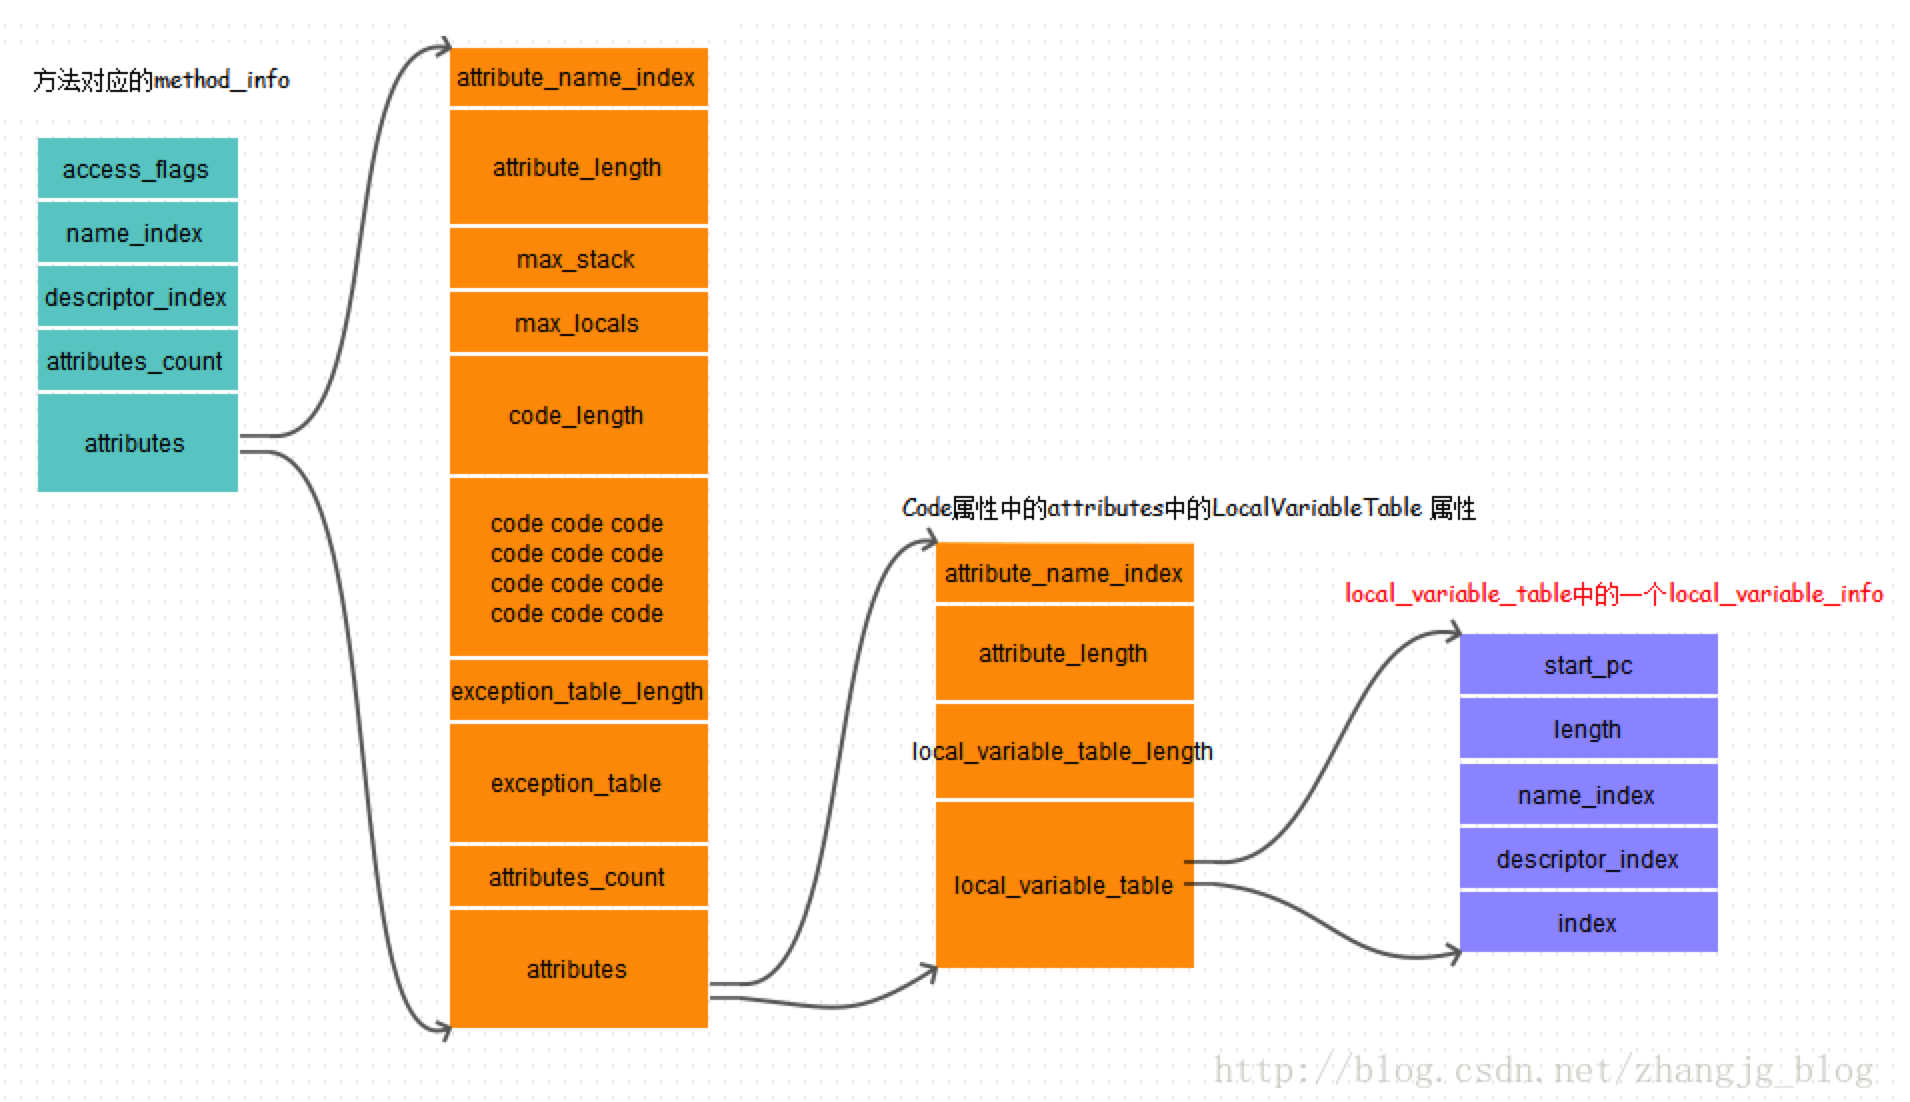 方法对应的method_info
access_flags
name_index
descriptor_index
attributes_count
attributes
attribute_name_index
attribute_length
max_stack
max_locals
code_length
code code code
code code code
code code code
code code code
exception_table_length
exception_table
attributes_count
attributes
Code属性中的attributes中的LocalVariableTable 属性
attribute_name_index
attribute_length
local_variable_table_length
local_variable_table
local_variable_table中的一个local_variable_info
start_pc
length
name_index
descriptor_index
index
http://blog.csdn.net/zhangjg_blog